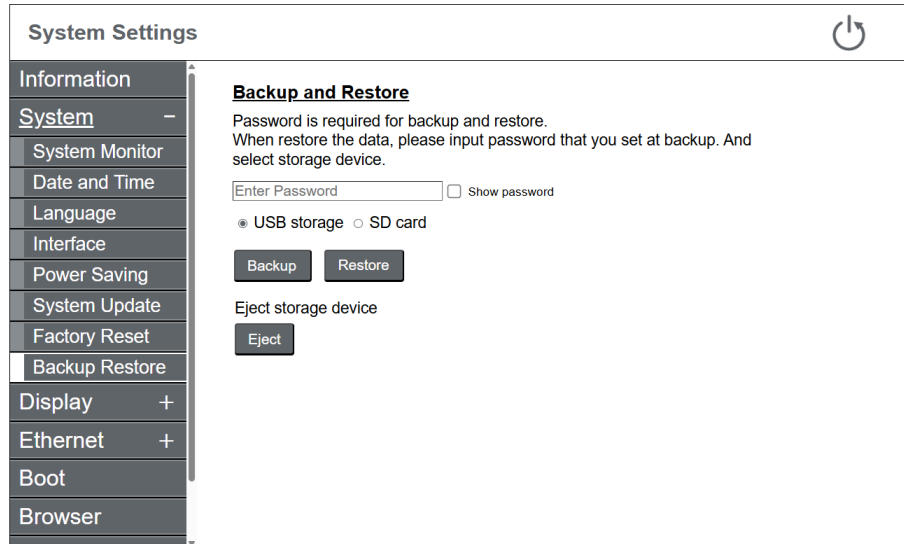 System Settings
Information
System −
System Monitor
Date and Time
Language
Interface
Power Saving
System Update
Factory Reset
Backup Restore
Display +
Ethernet +
Boot
Browser
Backup and Restore
Password is required for backup and restore.
When restore the data, please input password that you set at backup. And
select storage device.
Enter Password
Show password
USB storage SD card
Backup Restore
Eject storage device
Eject